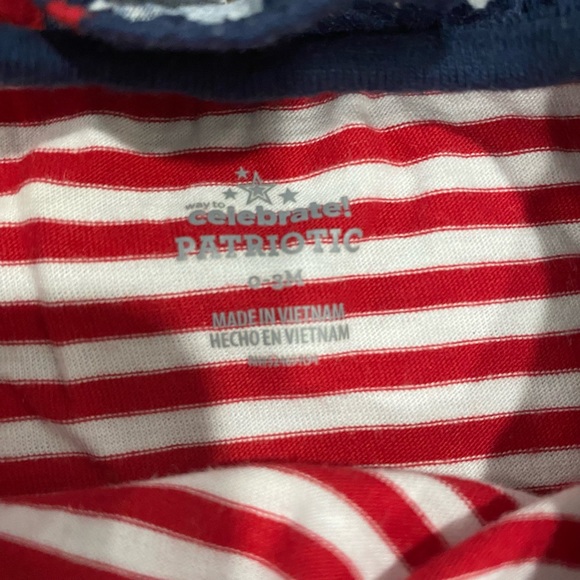 way to
celebrate!
PATRIOTIC
0-3M
MADE IN VIETNAM
HECHO EN VIETNAM